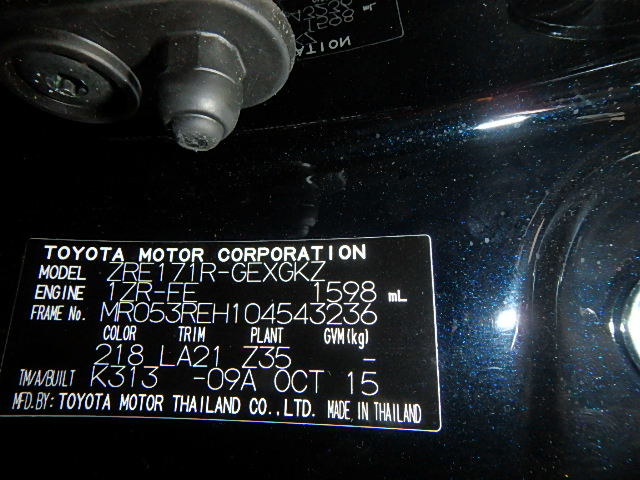 TOYOTA MOTOR CORPORATION
MODEL ZRE171R-GEXGKZ
ENGINE 1ZR-FE 1598 mL
FRAME No. MR053REH104543236
COLOR TRIM PLANT GVM(kg)
218 LA21 Z35 -
TM/A/BUILT K313 -09A OCT 15
MFD.BY: TOYOTA MOTOR THAILAND CO.,LTD. MADE IN THAILAND